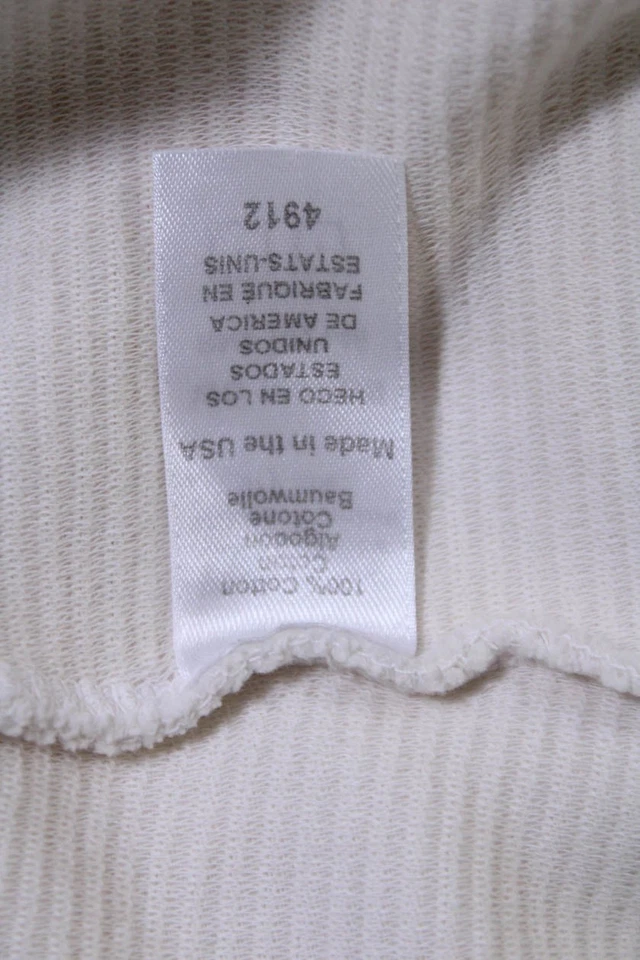 100% Cotton
Coton
Algodon
Cotone
Baumwolle
Made in the USA
HECO EN LOS
ESTADOS
UNIDOS
DE AMERICA
FABRIQUÉ EN
ESTATS-UNIS
4912